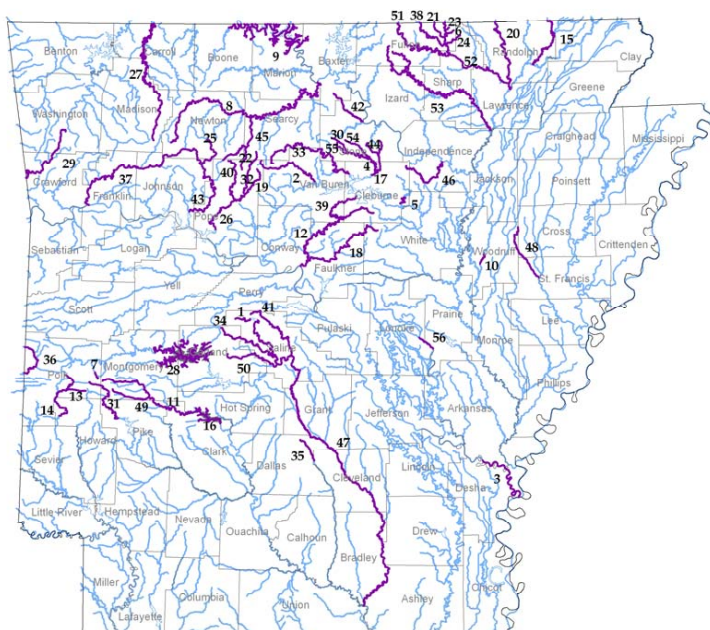 51 38 21 23
6
20
15
24
52
Benton
Carroll
Boone
9
Marion
Baxter
Fulton
Randolph
Clay
27
Sharp
Greene
Washington
Madison
8
Newton
Searcy
42
Izard
53
Lawrence
25
45
30 54
44
Independence
Craighead
Mississippi
29
Crawford
37
Franklin
Johnson
40
22
32
19
33
55
Stone
2
Van Buren
4
17
46
Jackson
Poinsett
43
Pope
26
39
Cleburne
5
Sebastian
Logan
Conway
12
18
Faulkner
White
Woodruff
10
48
Cross
Crittenden
Yell
St. Francis
Scott
Perry
1 41
34
Pulaski
Lonoke
Prairie
Lee
36
Polk
7
Montgomery
Garland
28
50
Saline
56
Monroe
Phillips
14
13
31
49
11
16
Hot Spring
Grant
Jefferson
Arkansas
Howard
Pike
Clark
Sevier
35
47
Dallas
Cleveland
Lincoln
3
Desha
Little River
Hempstead
Nevada
Ouachita
Calhoun
Bradley
Drew
Miller
Columbia
Union
Ashley
Chicot
Lafayette